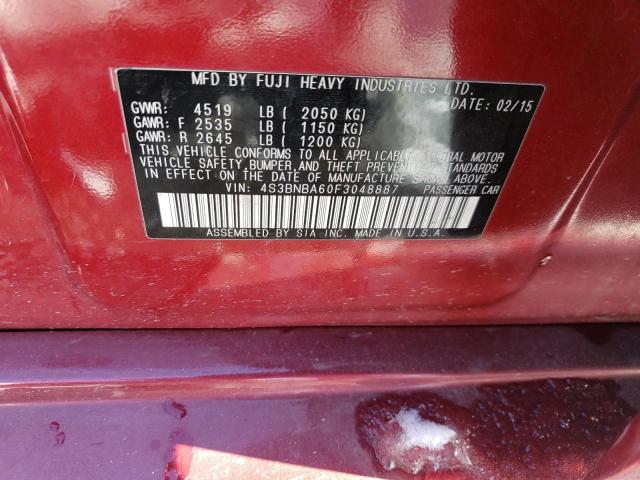 MFD BY FUJI HEAVY INDUSTRIES LTD.
DATE: 02/15
GVWR: 4519 LB ( 2050 KG)
GAWR: F 2535 LB ( 1150 KG)
GAWR: R 2645 LB ( 1200 KG)
THIS VEHICLE CONFORMS TO ALL APPLICABLE FEDERAL MOTOR
VEHICLE SAFETY, BUMPER, AND THEFT PREVENTION STANDARDS
IN EFFECT ON THE DATE OF MANUFACTURE SHOWN ABOVE.
VIN: 4S3BNBA60F3048887 PASSENGER CAR
ASSEMBLED BY SIA INC. MADE IN U.S.A.